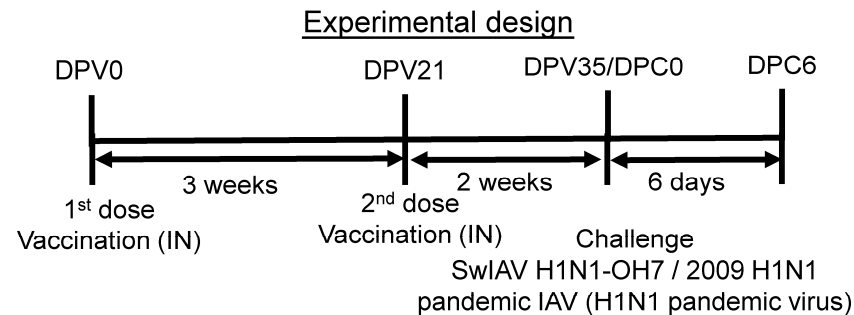 Experimental design
DPV0
DPV21
DPV35/DPC0
DPC6
3 weeks
2 weeks
6 days
1st dose
Vaccination (IN)
2nd dose
Vaccination (IN)
Challenge
SwIAV H1N1-OH7 / 2009 H1N1
pandemic IAV (H1N1 pandemic virus)